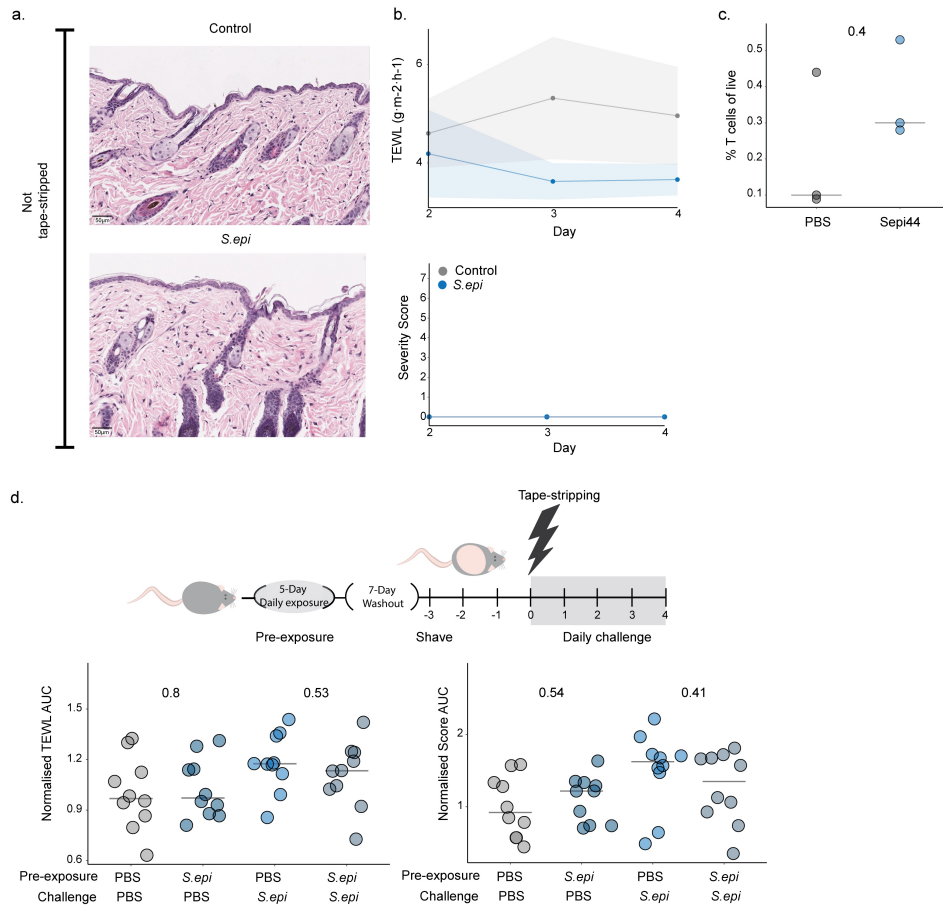 a.
Control
Not
tape-stripped
50µm
S.epi
50µm
b.
TEWL (g·m-2·h-1)
6
4
2
3
4
Day
Severity Score
7
6
5
4
3
2
1
0
Control
S.epi
2
3
4
Day
c.
0.4
% T cells of live
0.5
0.4
0.3
0.2
0.1
PBS
Sepi44
d.
Tape-stripping
5-Day
Daily exposure
7-Day
Washout
-3
-2
-1
0
1
2
3
4
Pre-exposure
Shave
Daily challenge
Normalised TEWL AUC
1.5
1.2
0.9
0.6
0.8
0.53
Pre-exposure
PBS
S.epi
PBS
S.epi
Challenge
PBS
PBS
S.epi
S.epi
Normalised Score AUC
2
1
0.54
0.41
Pre-exposure
PBS
S.epi
PBS
S.epi
Challenge
PBS
PBS
S.epi
S.epi